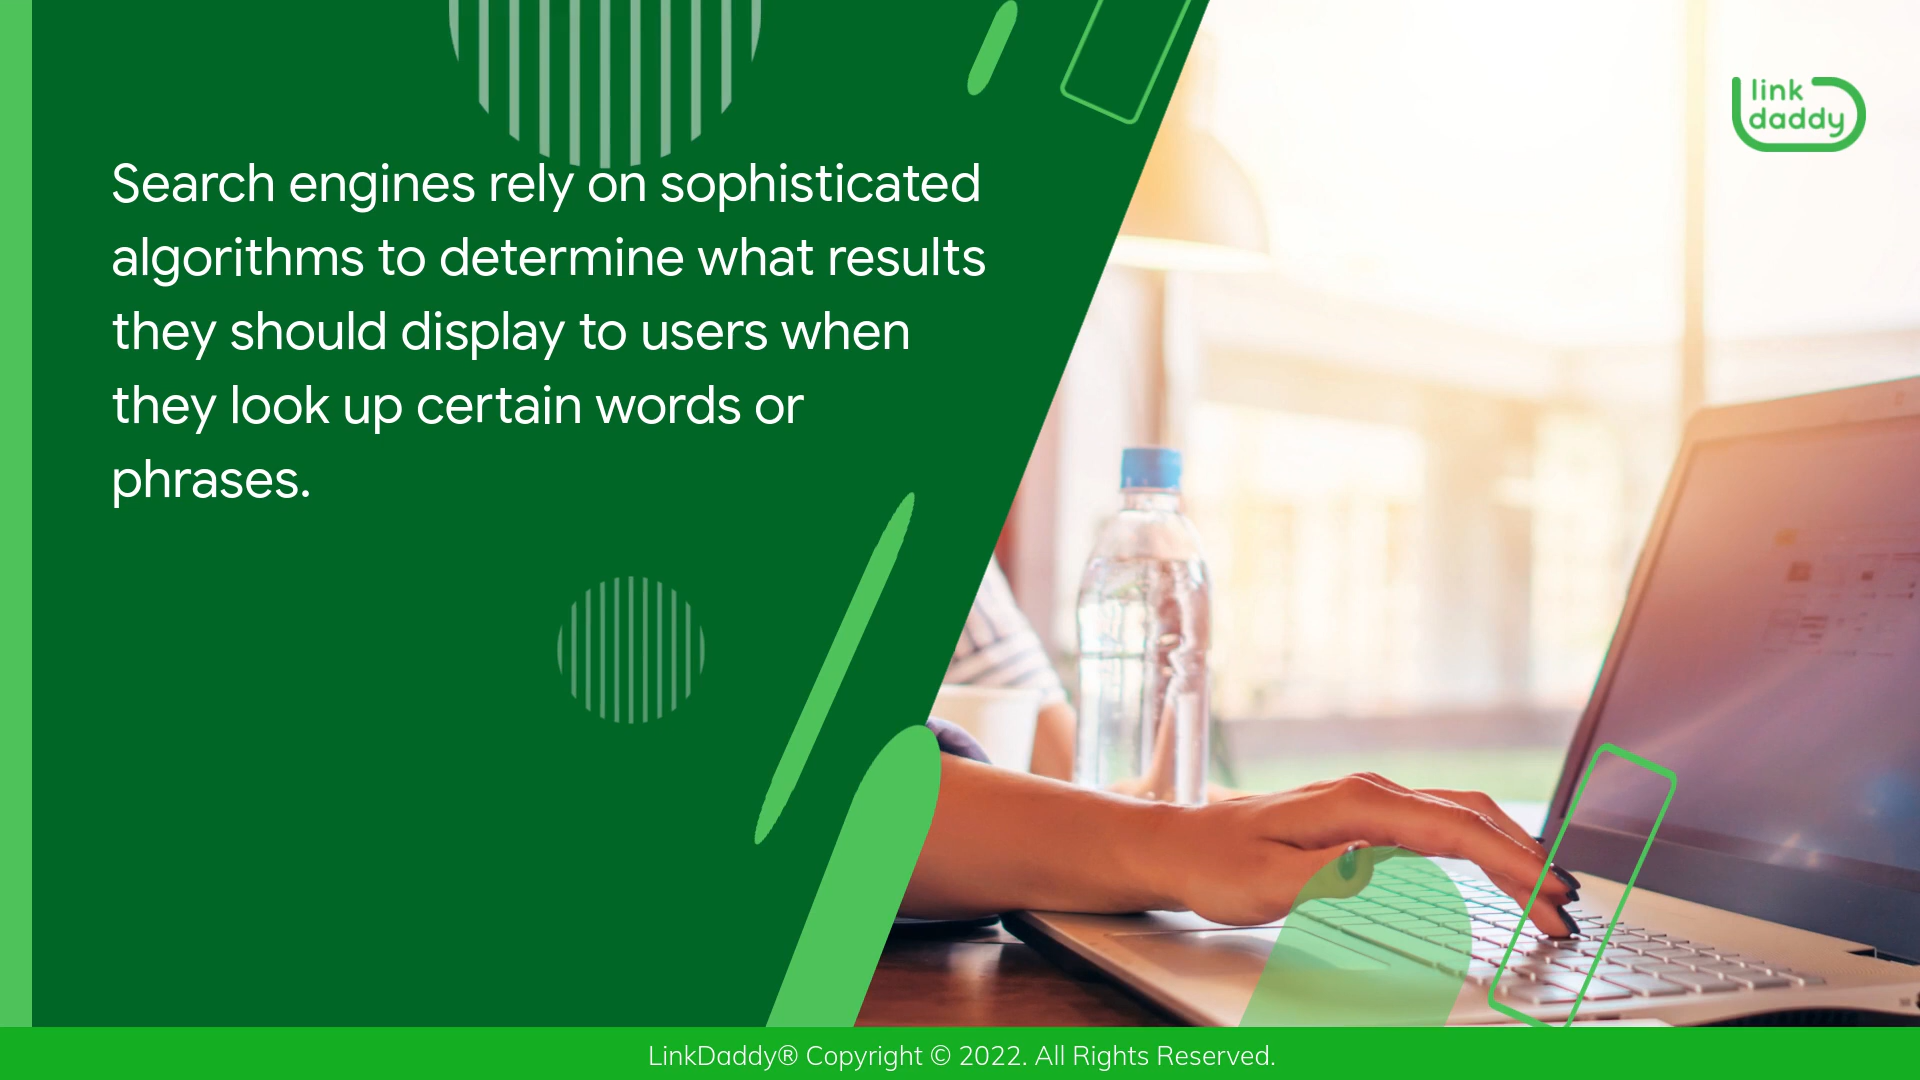 link
daddy
Search engines rely on sophisticated
algorithms to determine what results
they should display to users when
they look up certain words or
phrases.
LinkDaddy® Copyright © 2022. All Rights Reserved.